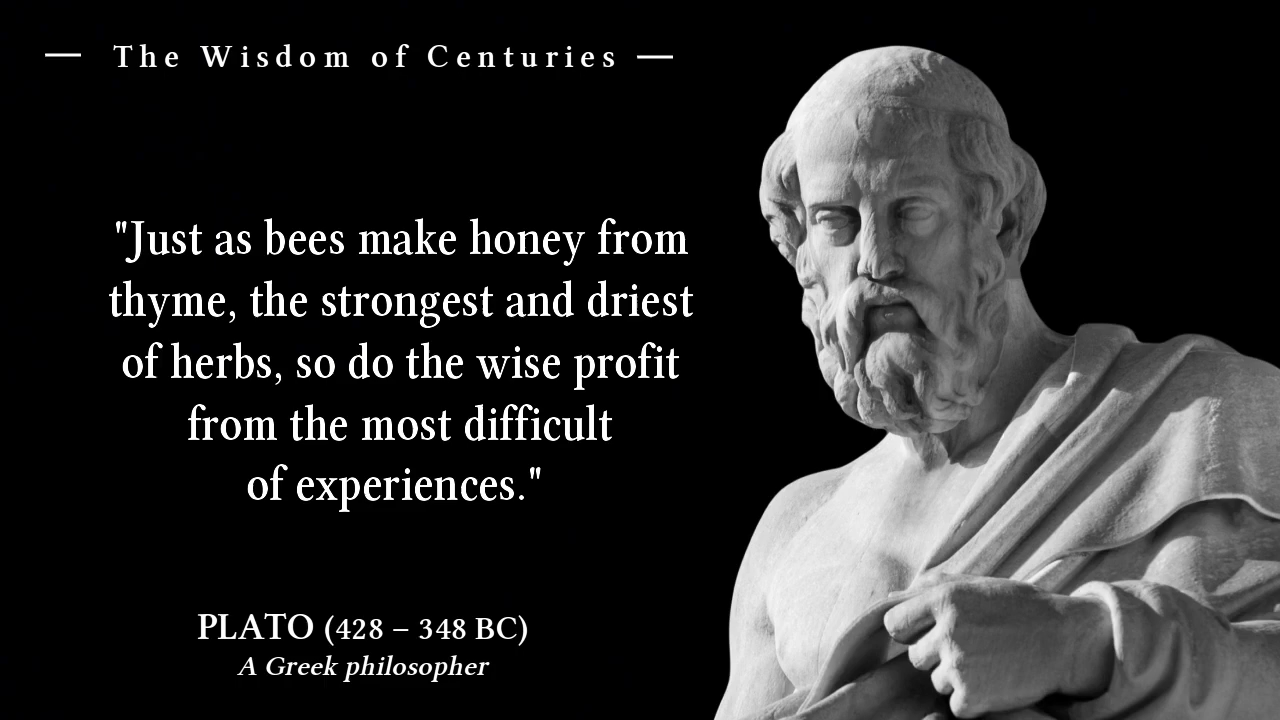 — The Wisdom of Centuries —
"Just as bees make honey from
thyme, the strongest and driest
of herbs, so do the wise profit
from the most difficult
of experiences."
PLATO (428 – 348 BC)
A Greek philosopher